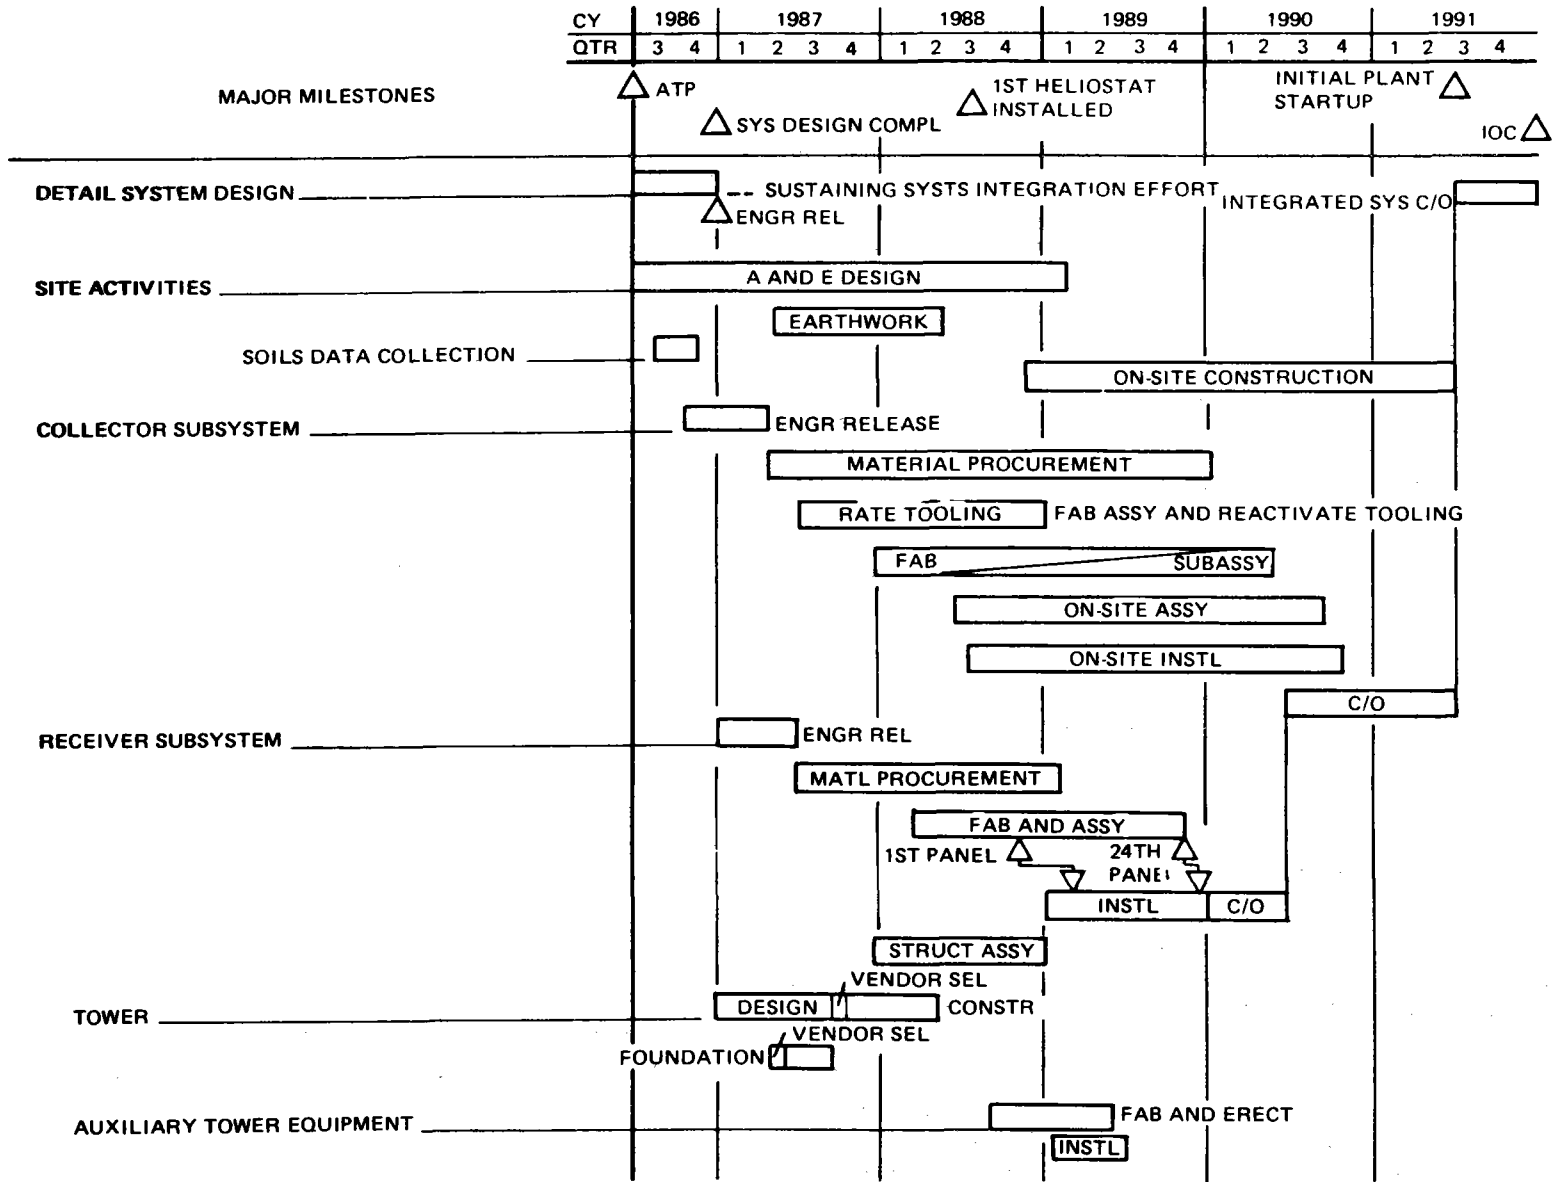 CY 1986 1987 1988 1989 1990 1991
QTR 3 4 1 2 3 4 1 2 3 4 1 2 3 4 1 2 3 4 1 2 3 4
MAJOR MILESTONES
ATP
SYS DESIGN COMPL
1ST HELIOSTAT
INSTALLED
INITIAL PLANT
STARTUP
IOC
DETAIL SYSTEM DESIGN
SUSTAINING SYSTS INTEGRATION EFFORT
INTEGRATED SYS C/O
ENGR REL
SITE ACTIVITIES
A AND E DESIGN
EARTHWORK
SOILS DATA COLLECTION
ON-SITE CONSTRUCTION
COLLECTOR SUBSYSTEM
ENGR RELEASE
MATERIAL PROCUREMENT
RATE TOOLING
FAB ASSY AND REACTIVATE TOOLING
FAB
SUBASSY
ON-SITE ASSY
ON-SITE INSTL
C/O
RECEIVER SUBSYSTEM
ENGR REL
MATL PROCUREMENT
FAB AND ASSY
1ST PANEL
24TH
PANEL
INSTL
C/O
STRUCT ASSY
VENDOR SEL
TOWER
DESIGN
CONSTR
VENDOR SEL
FOUNDATION
AUXILIARY TOWER EQUIPMENT
FAB AND ERECT
INSTL